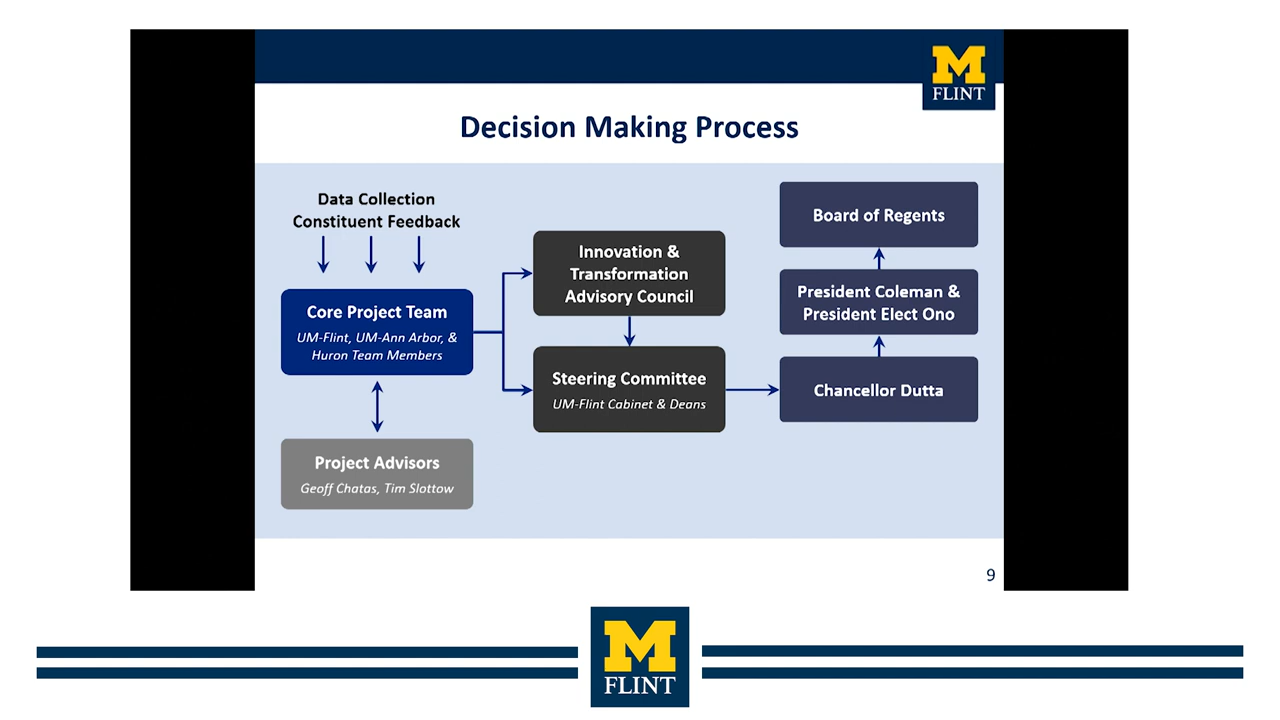 M
FLINT
Decision Making Process
Data Collection
Constituent Feedback
Core Project Team
UM-Flint, UM-Ann Arbor, &
Huron Team Members
Project Advisors
Geoff Chatas, Tim Slottow
Innovation &
Transformation
Advisory Council
Steering Committee
UM-Flint Cabinet & Deans
Board of Regents
President Coleman &
President Elect Ono
Chancellor Dutta
9
M
FLINT